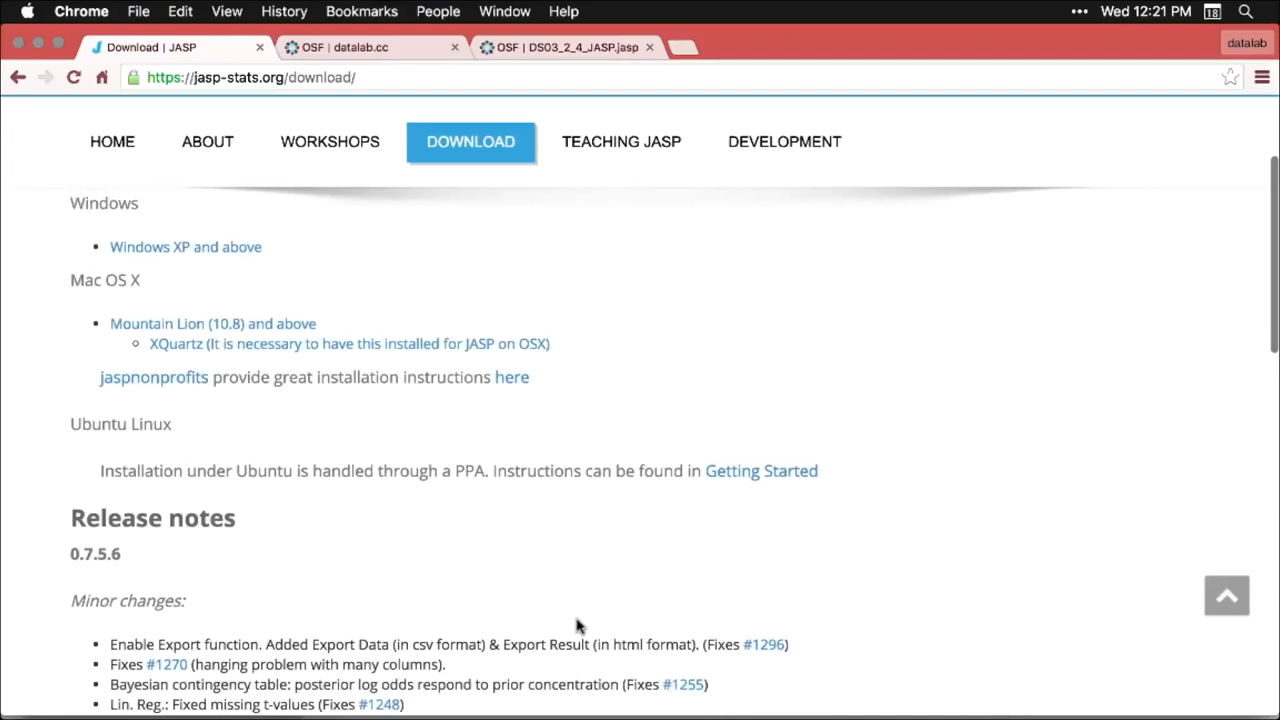 Chrome File Edit View History Bookmarks People Window Help ••• Wed 12:21 PM 18
Download | JASP × OSF | datalab.cc × OSF | DS03_2_4_JASP.jasp × datalab
https://jasp-stats.org/download/
HOME ABOUT WORKSHOPS DOWNLOAD TEACHING JASP DEVELOPMENT
Windows
• Windows XP and above
Mac OS X
• Mountain Lion (10.8) and above
○ XQuartz (It is necessary to have this installed for JASP on OSX)
jaspnonprofits provide great installation instructions here
Ubuntu Linux
Installation under Ubuntu is handled through a PPA. Instructions can be found in Getting Started
Release notes
0.7.5.6
Minor changes:
• Enable Export function. Added Export Data (in csv format) & Export Result (in html format). (Fixes #1296)
• Fixes #1270 (hanging problem with many columns).
• Bayesian contingency table: posterior log odds respond to prior concentration (Fixes #1255)
• Lin. Reg.: Fixed missing t-values (Fixes #1248)